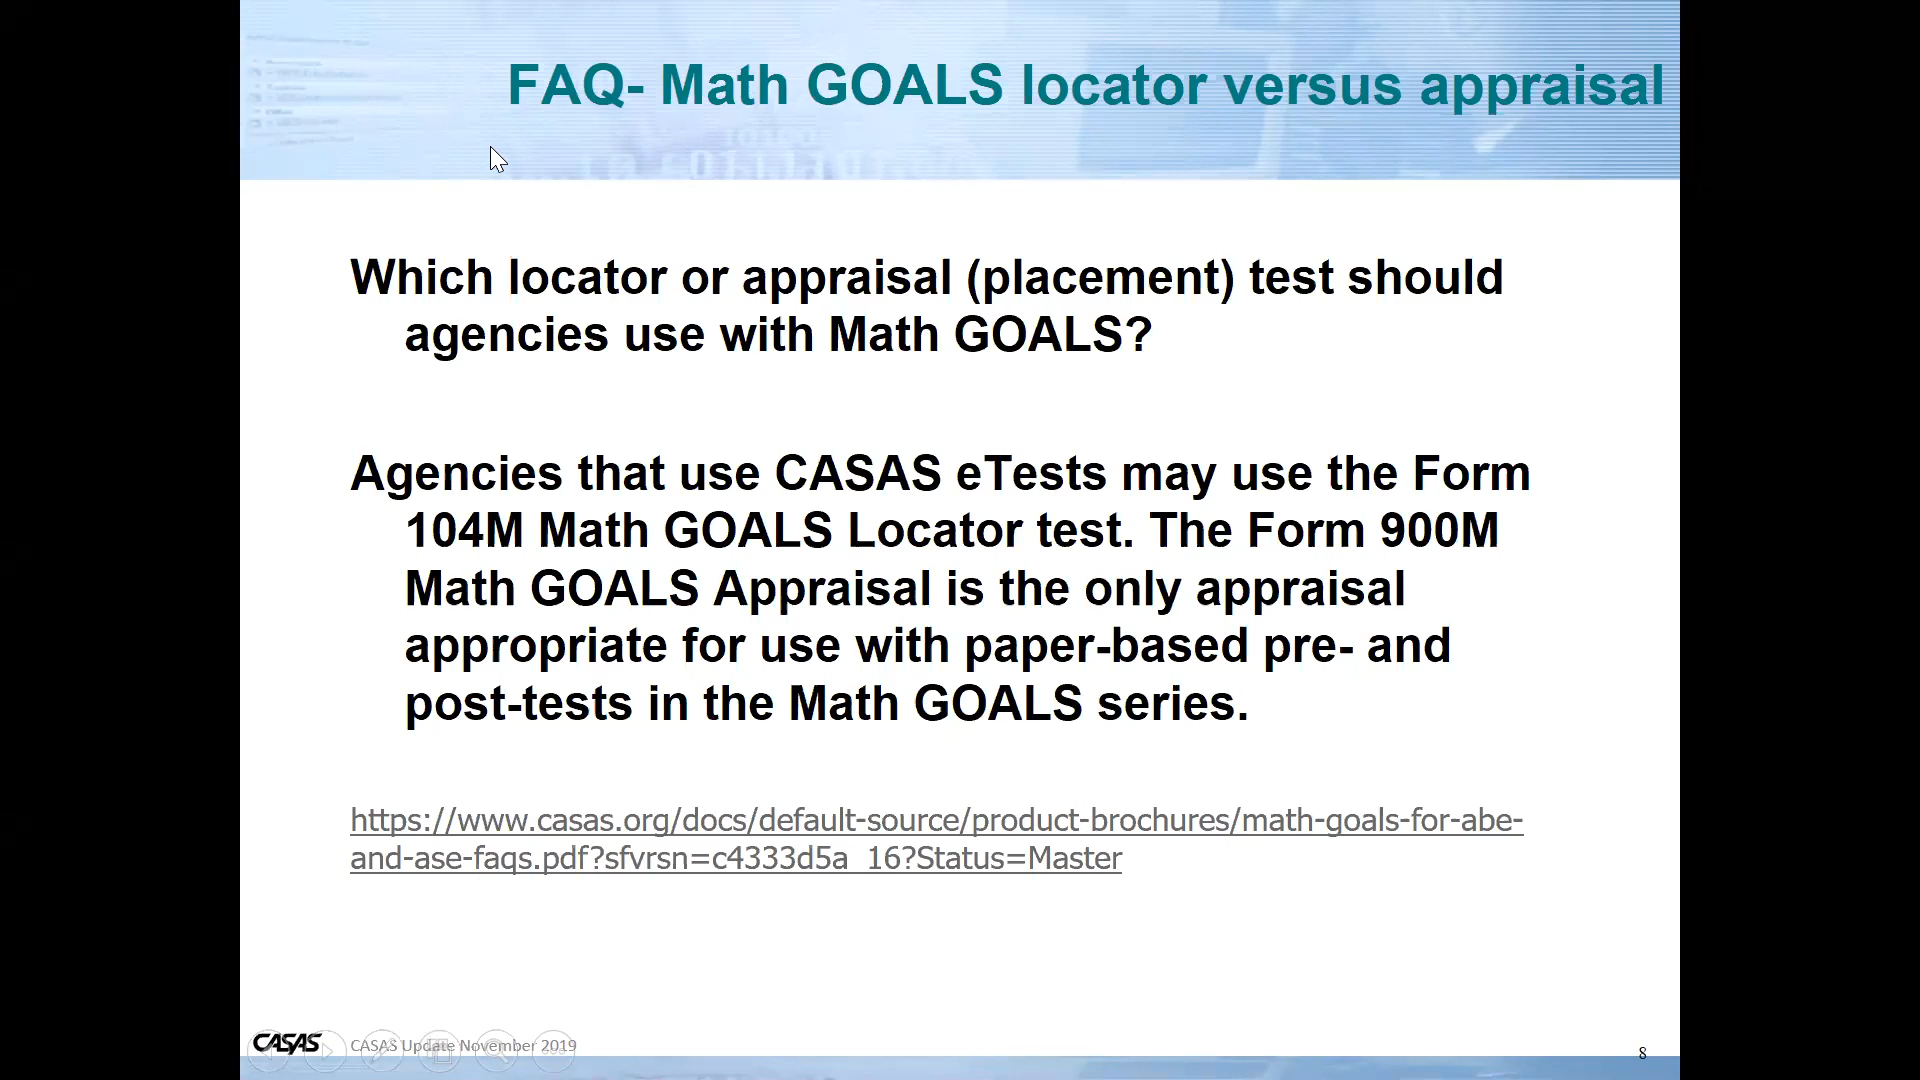 FAQ- Math GOALS locator versus appraisal
Which locator or appraisal (placement) test should
agencies use with Math GOALS?
Agencies that use CASAS eTests may use the Form
104M Math GOALS Locator test. The Form 900M
Math GOALS Appraisal is the only appraisal
appropriate for use with paper-based pre- and
post-tests in the Math GOALS series.
https://www.casas.org/docs/default-source/product-brochures/math-goals-for-abe-
and-ase-faqs.pdf?sfvrsn=c4333d5a_16?Status=Master
CASAS
CASAS Update November 2019
8